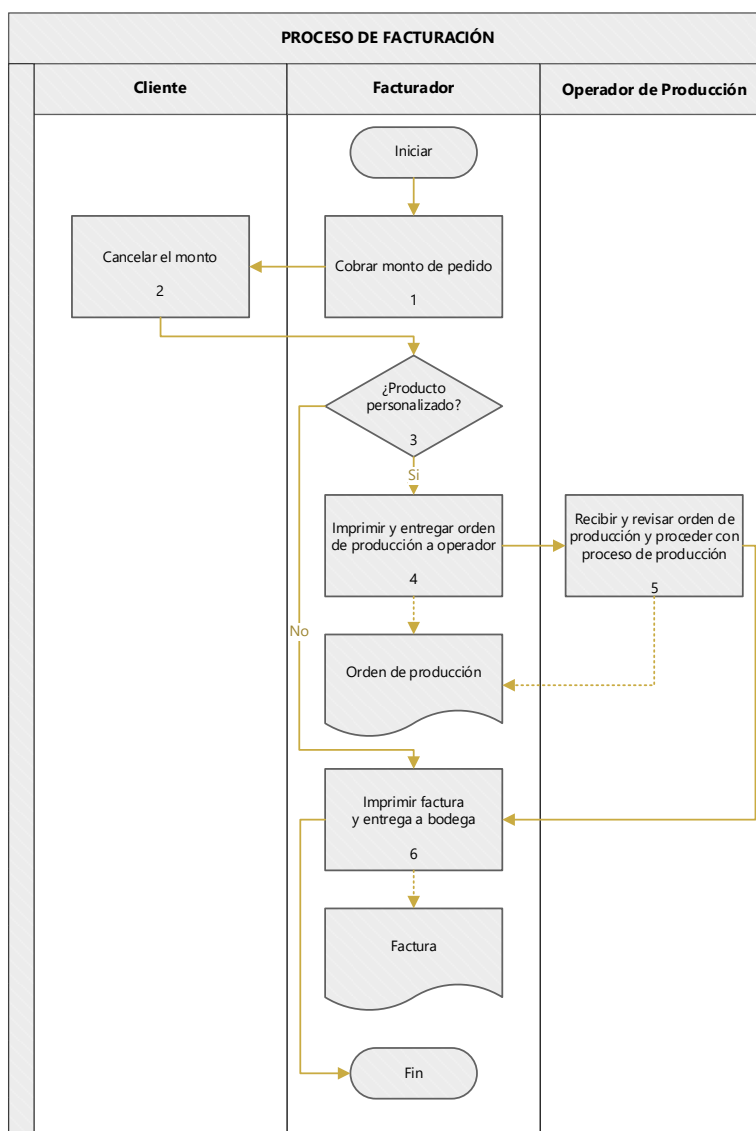 PROCESO DE FACTURACIÓN
Cliente
Facturador
Operador de Producción
Iniciar
Cancelar el monto
2
Cobrar monto de pedido
1
¿Producto
personalizado?
3
Si
Imprimir y entregar orden
de producción a operador
4
Recibir y revisar orden de
producción y proceder con
proceso de producción
5
No
Orden de producción
Imprimir factura
y entrega a bodega
6
Factura
Fin